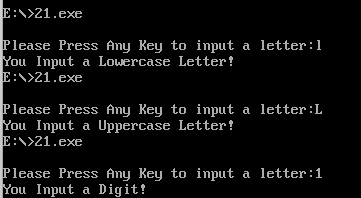 E:\>21.exe
Please Press Any Key to input a letter:l
You Input a Lowercase Letter!
E:\>21.exe
Please Press Any Key to input a letter:L
You Input a Uppercase Letter!
E:\>21.exe
Please Press Any Key to input a letter:1
You Input a Digit!